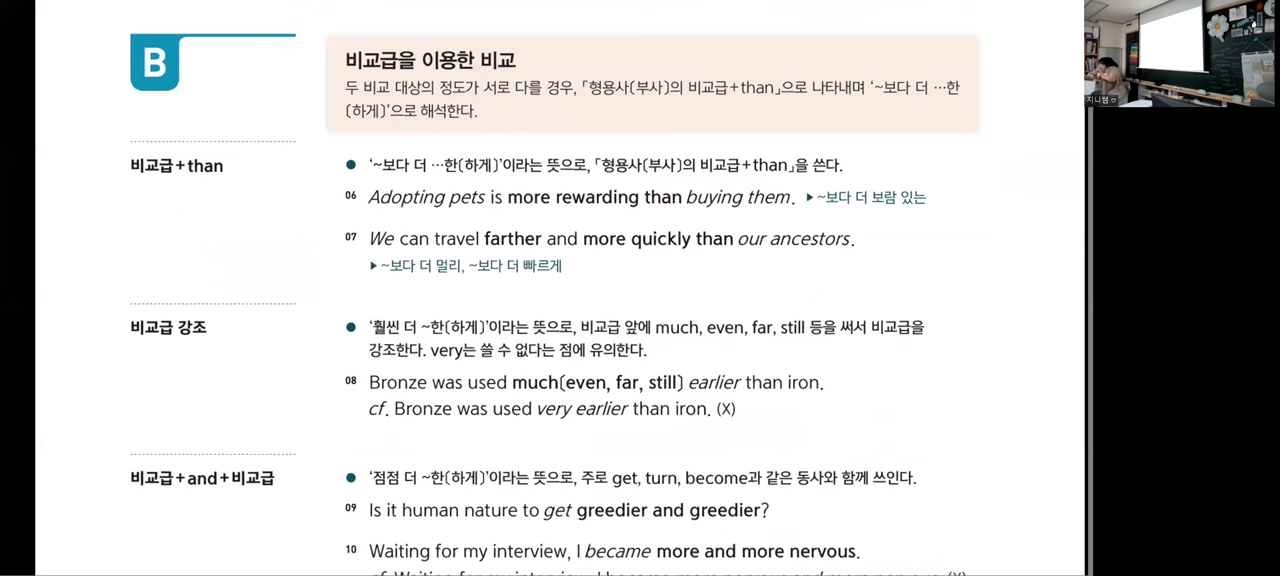 B
비교급을 이용한 비교
두 비교 대상의 정도가 서로 다를 경우, 「형용사〔부사〕의 비교급+than」으로 나타내며 ‘~보다 더 …한
〔하게〕’으로 해석한다.
비교급+than
● ‘~보다 더 …한〔하게〕’이라는 뜻으로, 「형용사〔부사〕의 비교급+than」을 쓴다.
06 Adopting pets is more rewarding than buying them. ▶ ~보다 더 보람 있는
07 We can travel farther and more quickly than our ancestors.
▶ ~보다 더 멀리, ~보다 더 빠르게
비교급 강조
● ‘훨씬 더 ~한〔하게〕’이라는 뜻으로, 비교급 앞에 much, even, far, still 등을 써서 비교급을
강조한다. very는 쓸 수 없다는 점에 유의한다.
08 Bronze was used much〔even, far, still〕 earlier than iron.
cf. Bronze was used very earlier than iron. (X)
비교급+and+비교급
● ‘점점 더 ~한〔하게〕’이라는 뜻으로, 주로 get, turn, become과 같은 동사와 함께 쓰인다.
09 Is it human nature to get greedier and greedier?
10 Waiting for my interview, I became more and more nervous.
지니쌤